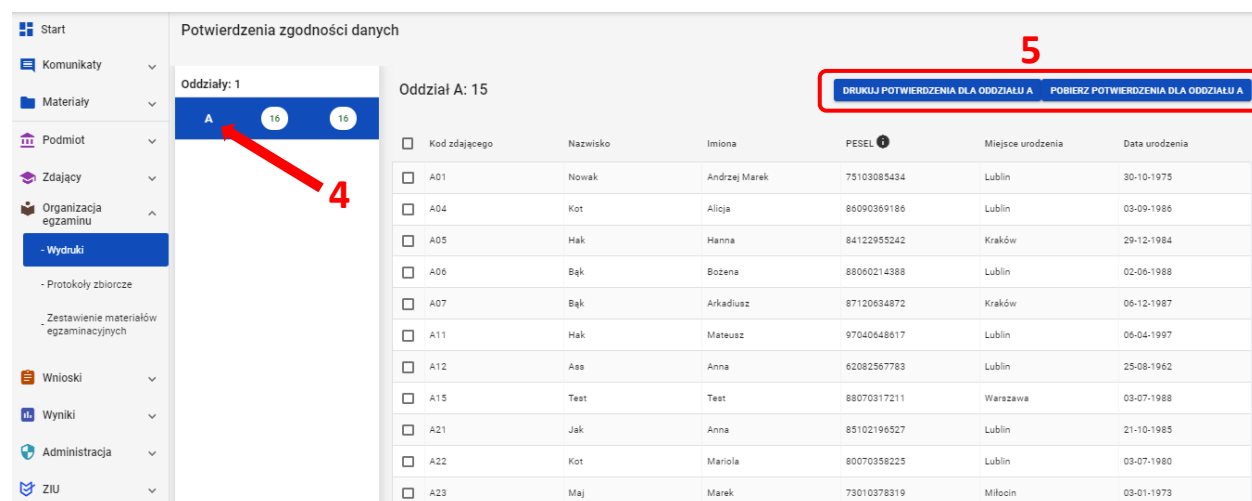 Start
Komunikaty
Materiały
Podmiot
Zdający
Organizacja
egzaminu
- Wydruki
- Protokoły zbiorcze
- Zestawienie materiałów
egzaminacyjnych
Wnioski
Wyniki
Administracja
ZIU
Potwierdzenia zgodności danych
Oddziały: 1
A 16 16
4
5
Oddział A: 15
DRUKUJ POTWIERDZENIA DLA ODDZIAŁU A POBIERZ POTWIERDZENIA DLA ODDZIAŁU A
Kod zdającego Nazwisko Imiona PESEL i Miejsce urodzenia Data urodzenia
A01 Nowak Andrzej Marek 75103085434 Lublin 30-10-1975
A04 Kot Alicja 86090369186 Lublin 03-09-1986
A05 Hak Hanna 84122955242 Kraków 29-12-1984
A06 Bąk Bożena 88060214388 Lublin 02-06-1988
A07 Bąk Arkadiusz 87120634872 Kraków 06-12-1987
A11 Hak Mateusz 97040648617 Lublin 06-04-1997
A12 Ass Anna 62082567783 Lublin 25-08-1962
A15 Test Test 88070317211 Warszawa 03-07-1988
A21 Jak Anna 85102196527 Lublin 21-10-1985
A22 Kot Mariola 80070358225 Lublin 03-07-1980
A23 Maj Marek 73010378319 Miłocin 03-01-1973